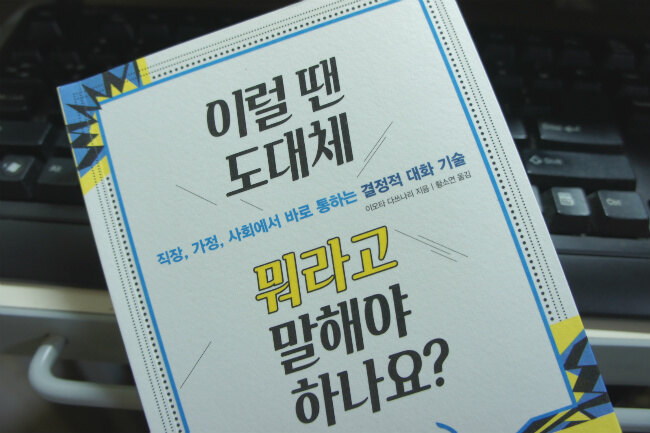 이럴 땐
도대체
직장, 가정, 사회에서 바로 통하는 결정적 대화 기술
이오타 다쓰나리 지음 | 황소연 옮김
뭐라고
말해야
하나요?